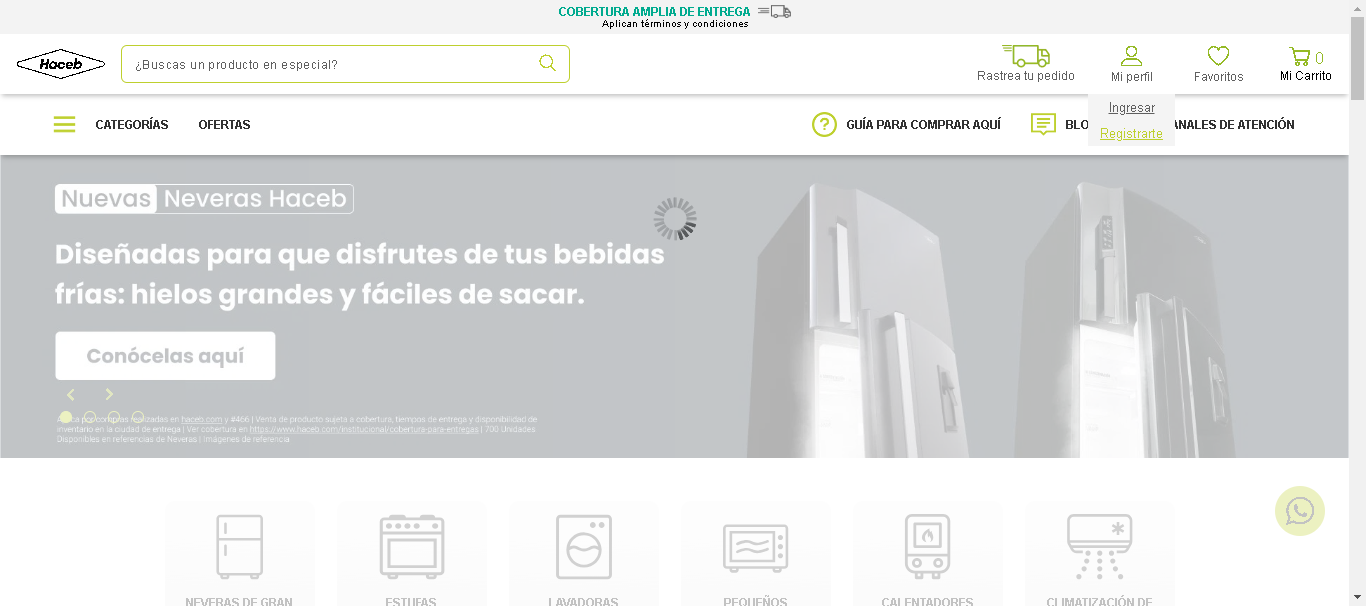 COBERTURA AMPLIA DE ENTREGA
Aplican términos y condiciones
Haceb
¿Buscas un producto en especial?
Rastrea tu pedido
Mi perfil
Favoritos
0
Mi Carrito
Ingresar
Registrarte
CATEGORÍAS
OFERTAS
GUÍA PARA COMPRAR AQUÍ
BLO
ANALES DE ATENCIÓN
Nuevas Neveras Haceb
Diseñadas para que disfrutes de tus bebidas
frías: hielos grandes y fáciles de sacar.
Conócelas aquí
por compras realizadas en haceb.com y #466 | Venta de producto sujeta a cobertura, tiempos de entrega y disponibilidad de
inventario en la ciudad de entrega | Ver cobertura en https://www.haceb.com/institucional/cobertura-para-entregas | 700 Unidades
Disponibles en referencias de Neveras | Imágenes de referencia
NEVERAS DE GRAN
ESTUFAS
LAVADORAS
PEQUEÑOS
CALENTADORES
CLIMATIZACIÓN DE